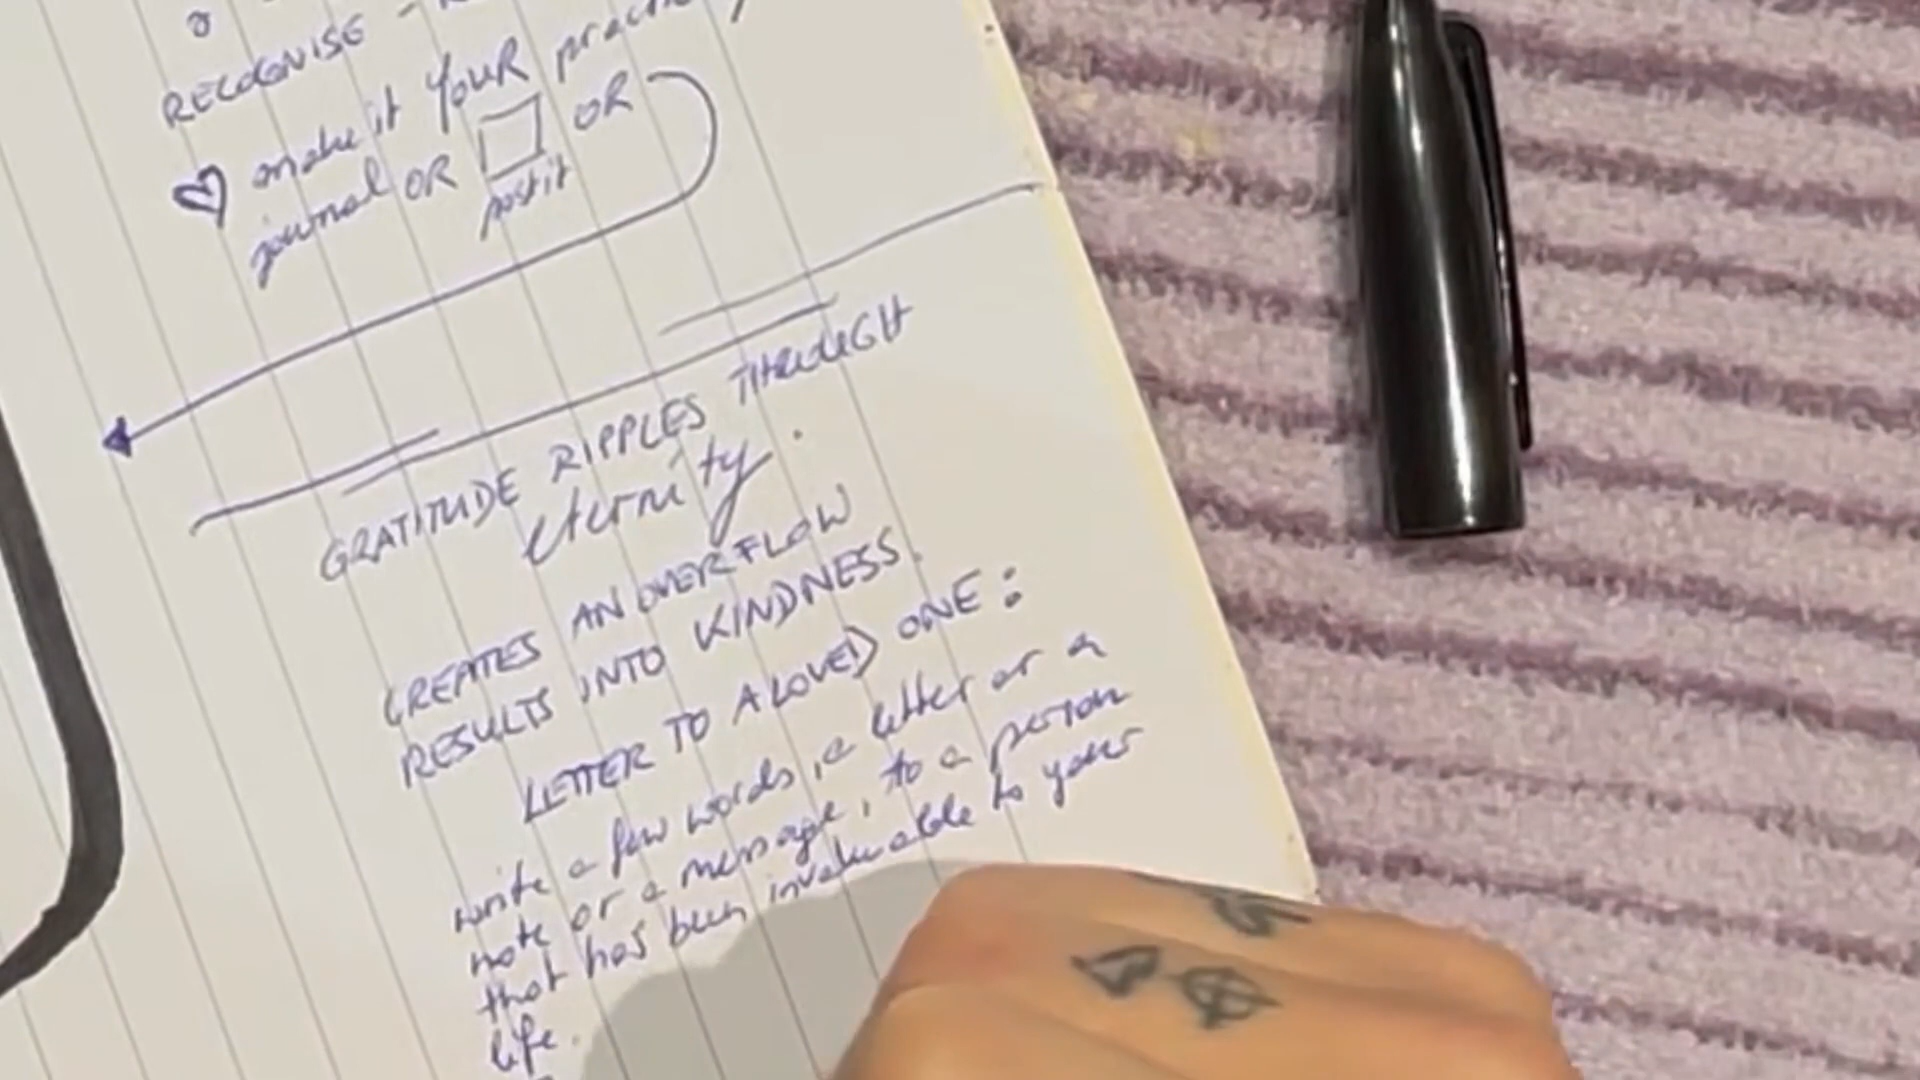 RECOGNISE -
♡ make it YOUR practice
journal OR □ OR
postit
GRATITUDE RIPPLES THROUGH
eternity.
CREATES AN OVERFLOW
RESULTS INTO KINDNESS.
LETTER TO A LOVED ONE:
write a few words, a letter or a
note or a message, to a person
that has been invaluable to your
life.